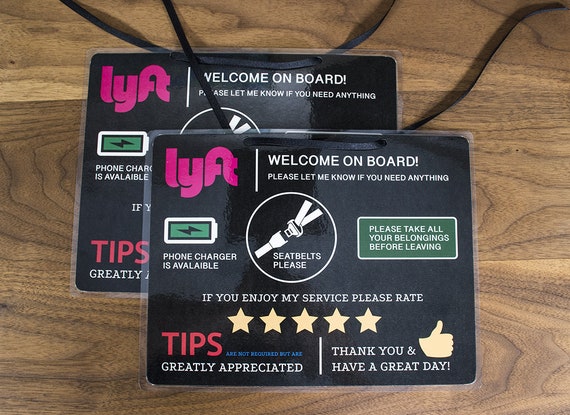 lyft
WELCOME ON BOARD!
PLEASE LET ME KNOW IF YOU NEED ANYTHING
PHONE CHARGER
IS AVALAIBLE
IF Y
TIPS
GREATLY A
lyft
WELCOME ON BOARD!
PLEASE LET ME KNOW IF YOU NEED ANYTHING
PHONE CHARGER
IS AVALAIBLE
SEATBELTS
PLEASE
PLEASE TAKE ALL
YOUR BELONGINGS
BEFORE LEAVING
IF YOU ENJOY MY SERVICE PLEASE RATE
TIPS ARE NOT REQUIRED BUT ARE
GREATLY APPRECIATED
THANK YOU &
HAVE A GREAT DAY!